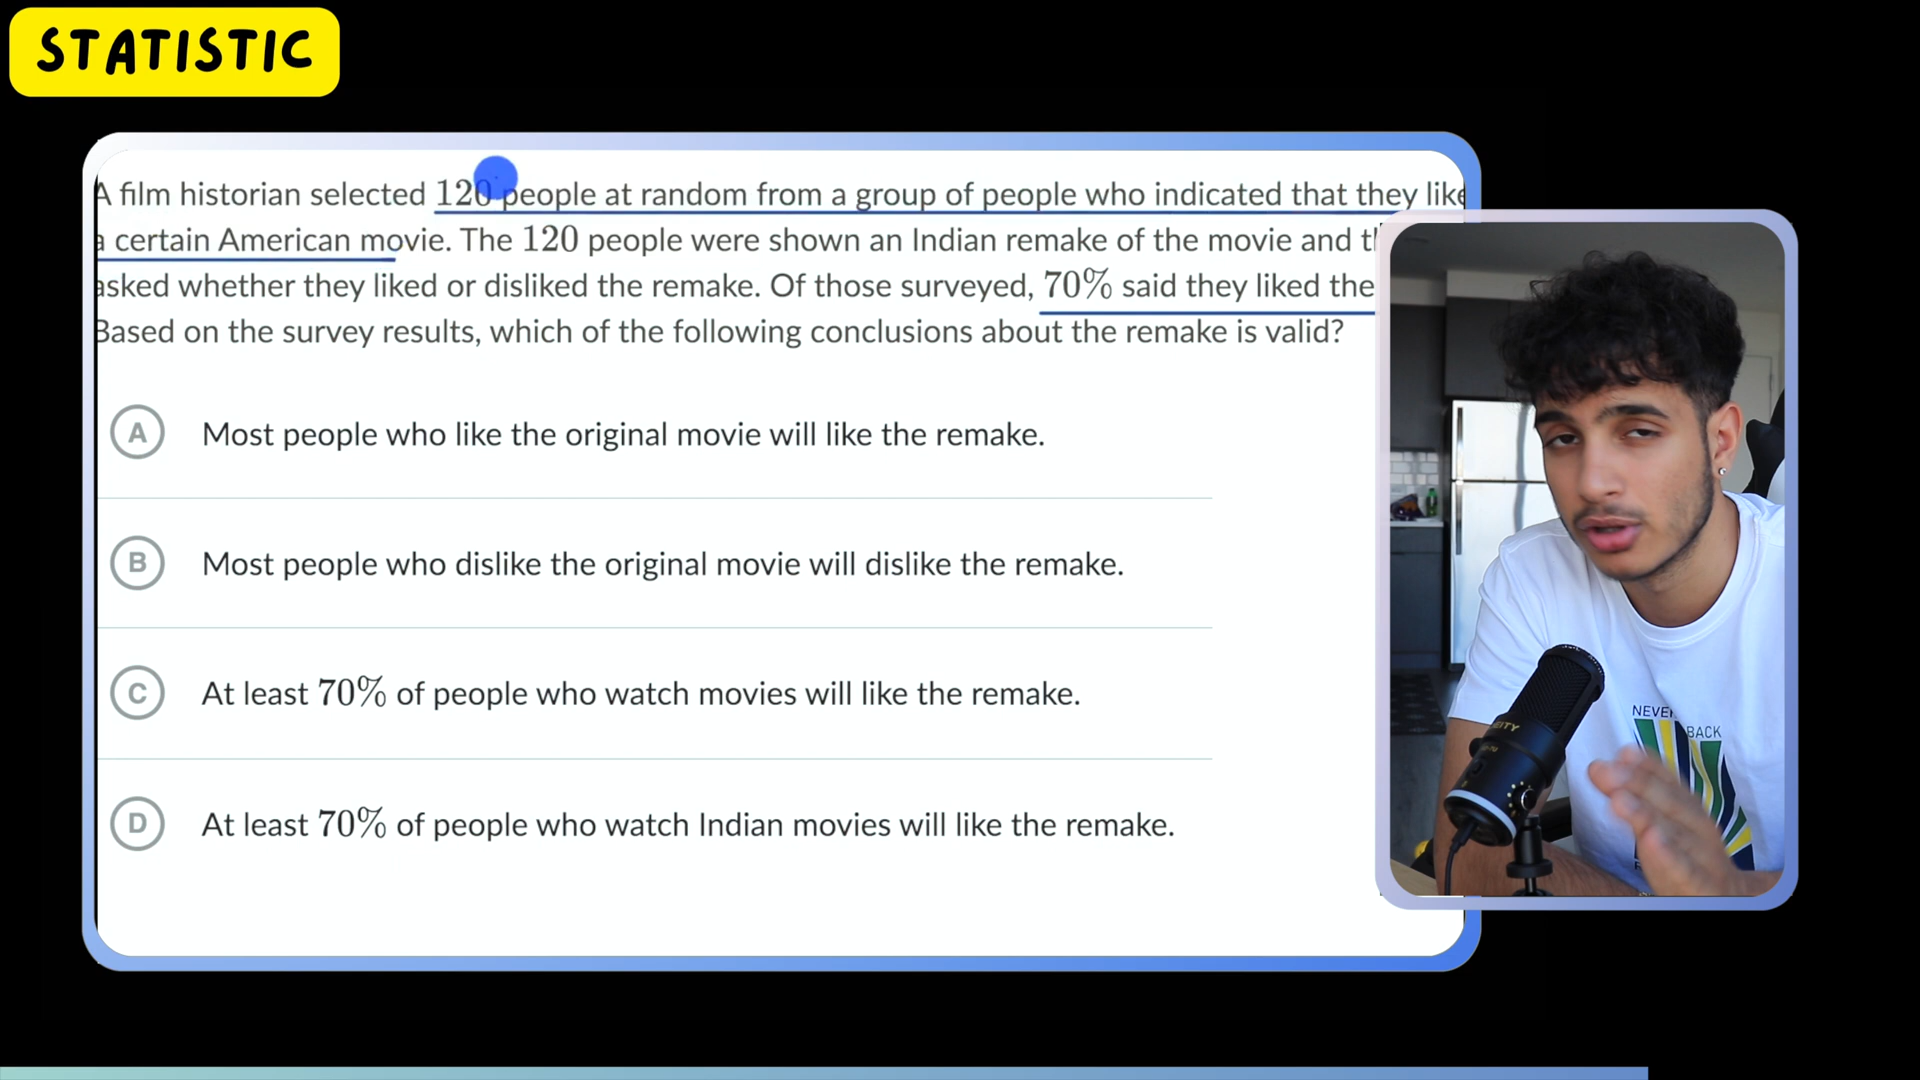 STATISTIC
A film historian selected 120 people at random from a group of people who indicated that they like
a certain American movie. The 120 people were shown an Indian remake of the movie and
asked whether they liked or disliked the remake. Of those surveyed, 70% said they liked the
Based on the survey results, which of the following conclusions about the remake is valid?
A Most people who like the original movie will like the remake.
B Most people who dislike the original movie will dislike the remake.
C At least 70% of people who watch movies will like the remake.
D At least 70% of people who watch Indian movies will like the remake.
NEVER
BACK